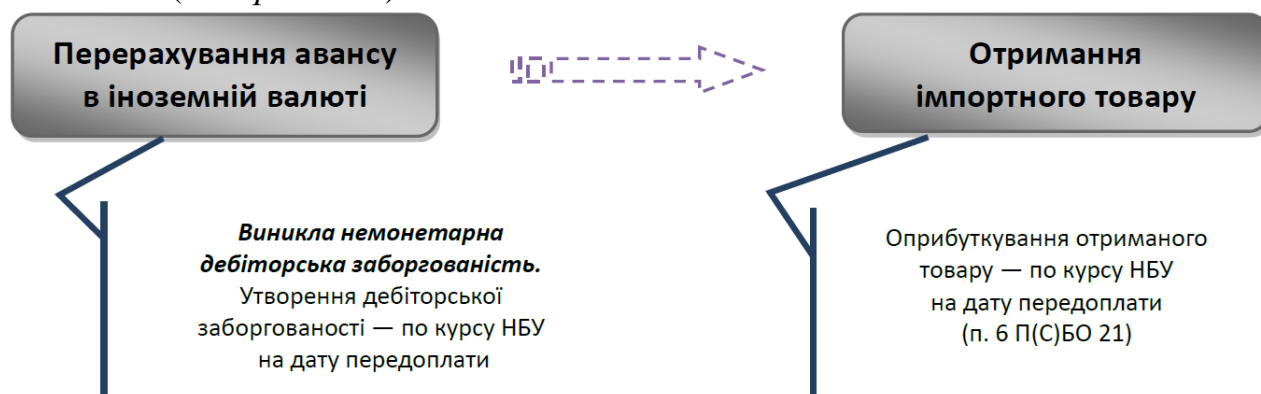 Перерахування авансу
в іноземній валюті
Отримання
імпортного товару
Виникла немонетарна
дебіторська заборгованість.
Утворення дебіторської
заборгованості — по курсу НБУ
на дату передоплати
Оприбуткування отриманого
товару — по курсу НБУ
на дату передоплати
(п. 6 П(С)БО 21)